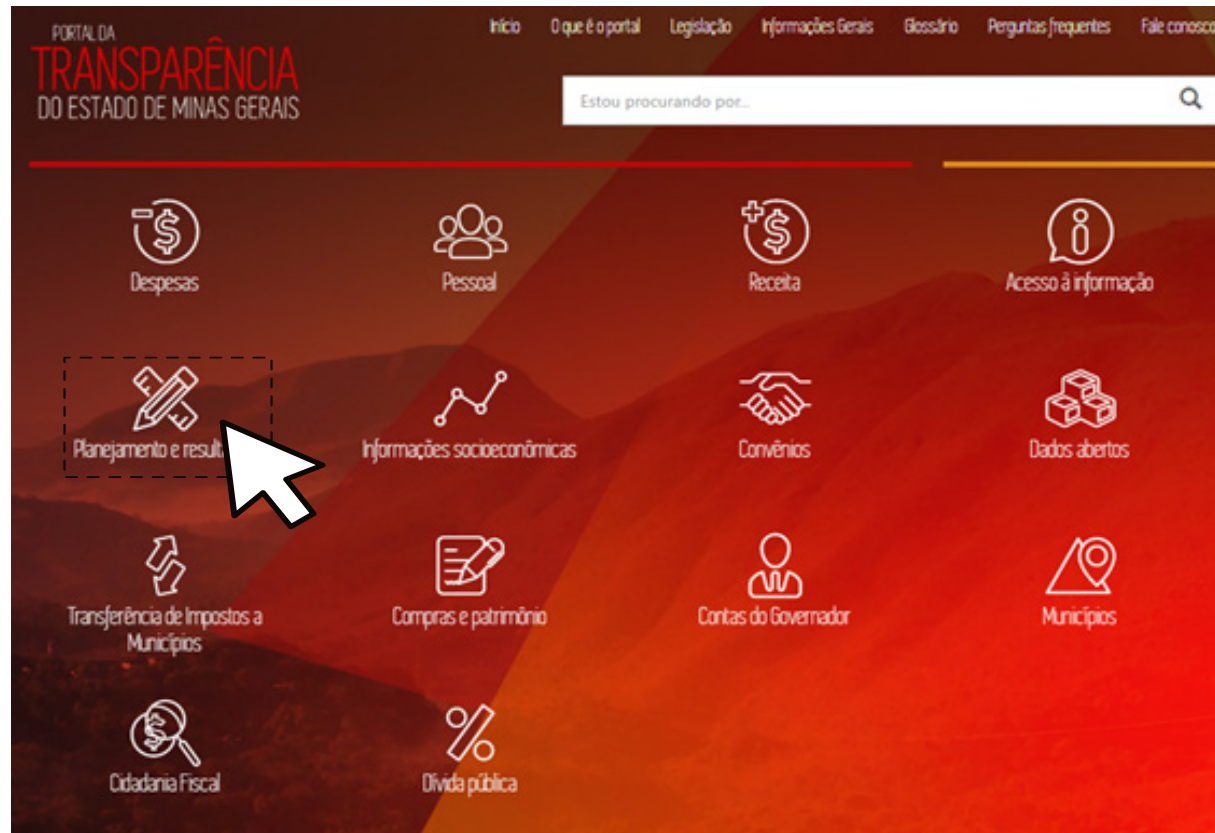 PORTAL DA
TRANSPARÊNCIA
DO ESTADO DE MINAS GERAIS
Início O que é o portal Legislação Informações Gerais Glossário Perguntas frequentes Fale conosco
Estou procurando por...
Despesas
Pessoal
Receita
Acesso à informação
Planejamento e result
Informações socioeconômicas
Convênios
Dados abertos
Transferência de Impostos a
Municípios
Compras e patrimônio
Contas do Governador
Municípios
Cidadania Fiscal
Dívida pública